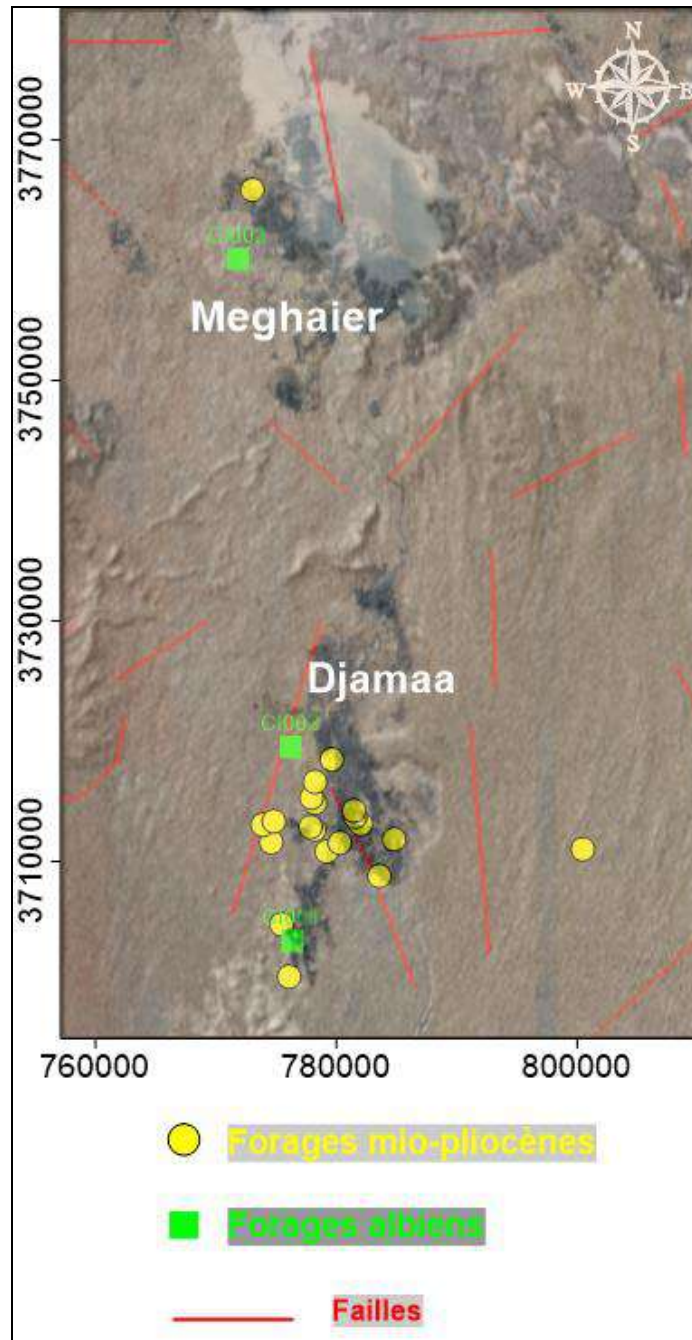 N
W E
S
3770000
Meghaier
3750000
3730000
Djamaa
3710000
760000 780000 800000
Forages mio-pliocènes
Forages albiens
Failles